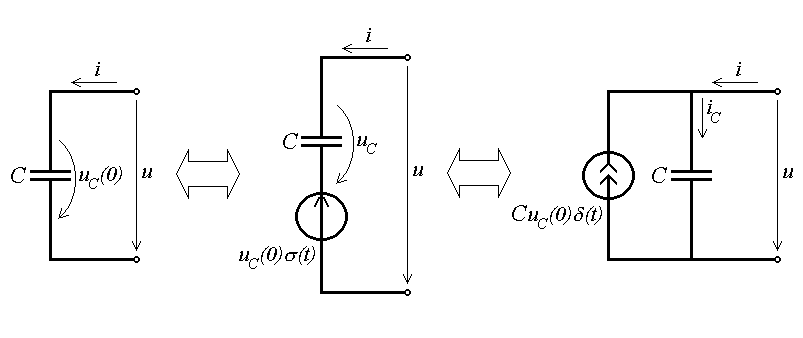 i
C
u_C(0)
u
i
C
u_C
u_C(0)σ(t)
u
i
i_C
C
Cu_C(0)δ(t)
u